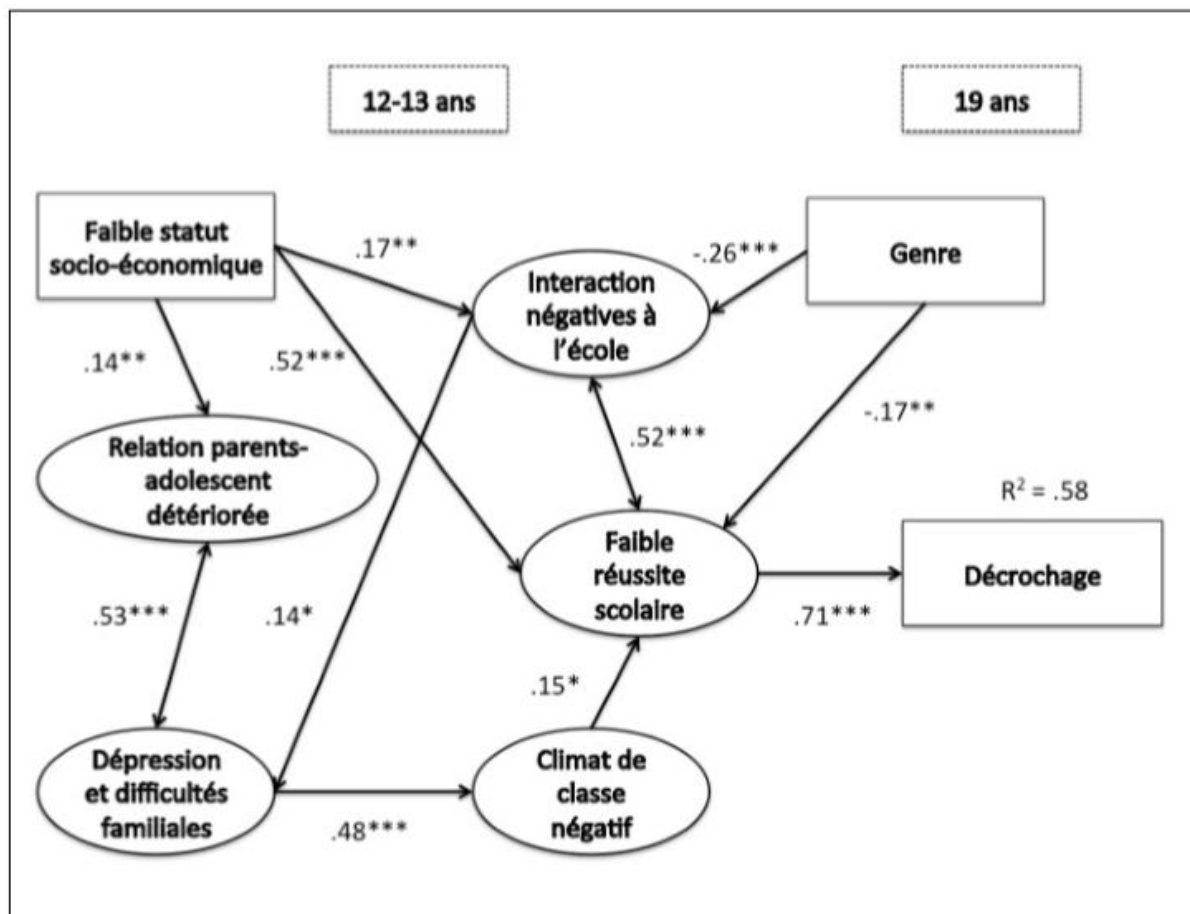 12-13 ans
19 ans
Faible statut
socio-économique
.17**
Interaction
négatives à
l'école
-.26***
Genre
.14**
.52***
Relation parents-
adolescent
détériorée
.52***
-.17**
R² = .58
Faible
réussite
scolaire
Décrochage
.71***
.53***
.14*
.15*
Dépression
et difficultés
familiales
.48***
Climat de
classe
négatif